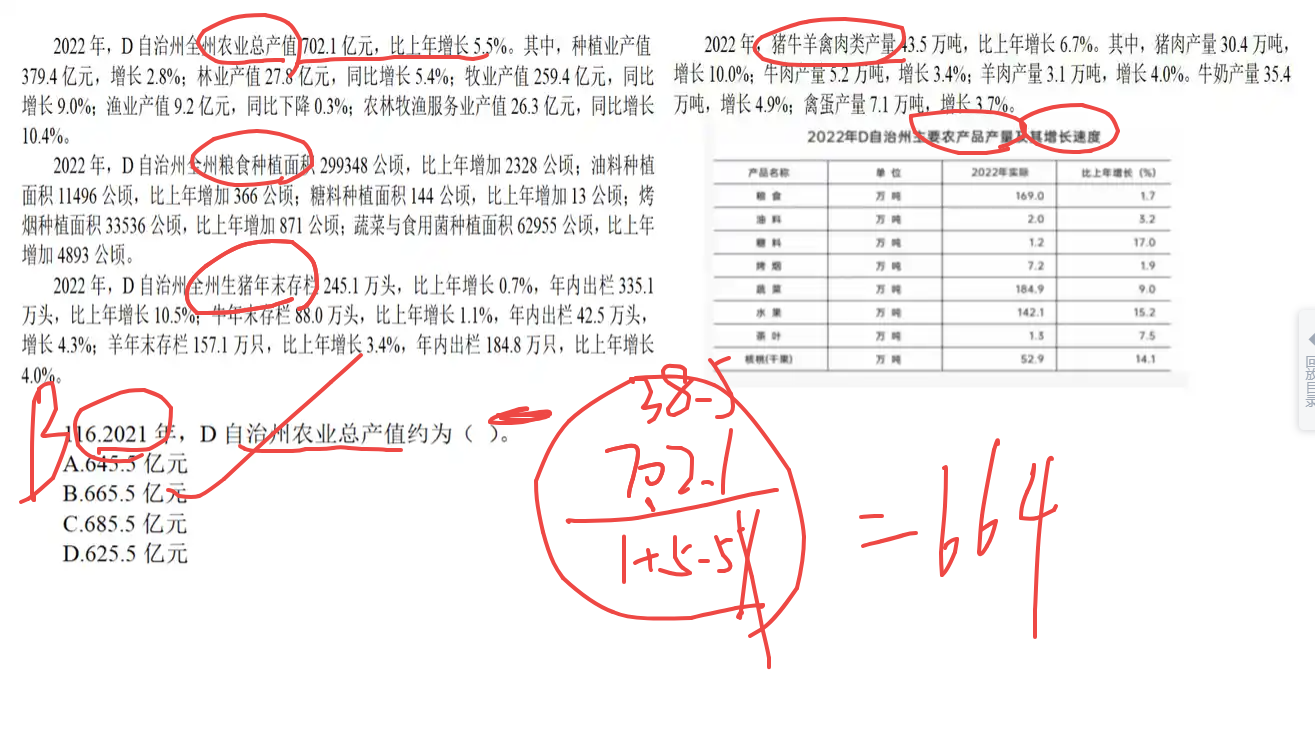 2022 年，D 自治州全州农业总产值 702.1 亿元，比上年增长 5.5%。其中，种植业产值
379.4 亿元，增长 2.8%；林业产值 27.8 亿元，同比增长 5.4%；牧业产值 259.4 亿元，同比
增长 9.0%；渔业产值 9.2 亿元，同比下降 0.3%；农林牧渔服务业产值 26.3 亿元，同比增长
10.4%。
2022 年，D 自治州全州粮食种植面积 299348 公顷，比上年增加 2328 公顷；油料种植
面积 11496 公顷，比上年增加 366 公顷；糖料种植面积 144 公顷，比上年增加 13 公顷；烤
烟种植面积 33536 公顷，比上年增加 871 公顷；蔬菜与食用菌种植面积 62955 公顷，比上年
增加 4893 公顷。
2022 年，D 自治州全州生猪年末存栏 245.1 万头，比上年增长 0.7%，年内出栏 335.1
万头，比上年增长 10.5%；牛年末存栏 88.0 万头，比上年增长 1.1%，年内出栏 42.5 万头，
增长 4.3%；羊年末存栏 157.1 万只，比上年增长 3.4%，年内出栏 184.8 万只，比上年增长
4.0%。
2022 年，猪牛羊禽肉类产量 43.5 万吨，比上年增长 6.7%。其中，猪肉产量 30.4 万吨，
增长 10.0%；牛肉产量 5.2 万吨，增长 3.4%；羊肉产量 3.1 万吨，增长 4.0%。牛奶产量 35.4
万吨，增长 4.9%；禽蛋产量 7.1 万吨，增长 3.7%。
2022年D自治州主要农产品产量及其增长速度
产品名称 单 位 2022年实际 比上年增长（%）
粮 食 万 吨 169.0 1.7
油 料 万 吨 2.0 3.2
糖 料 万 吨 1.2 17.0
烤 烟 万 吨 7.2 1.9
蔬 菜 万 吨 184.9 9.0
水 果 万 吨 142.1 15.2
茶 叶 万 吨 1.3 7.5
核桃(干果) 万 吨 52.9 14.1
B
116.2021 年，D 自治州农业总产值约为（ ）。
A.645.5 亿元
B.665.5 亿元
C.685.5 亿元
D.625.5 亿元
38.5
702.1
1+5.5%
=664
回放目录